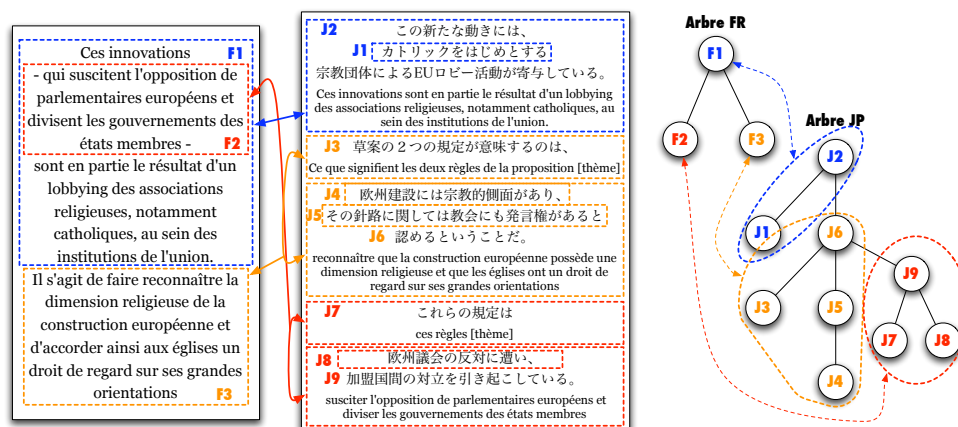 Ces innovations F1
- qui suscitent l'opposition de
parlementaires européens et
divisent les gouvernements des
états membres - F2
sont en partie le résultat d'un
lobbying des associations
religieuses, notamment
catholiques, au sein des
institutions de l'union.
Il s'agit de faire reconnaître la
dimension religieuse de la
construction européenne et
d'accorder ainsi aux églises un
droit de regard sur ses grandes
orientations F3
J2 この新たな動きには、
J1 カトリックをはじめとする
宗教団体によるEUロビー活動が寄与している。
Ces innovations sont en partie le résultat d'un lobbying
des associations religieuses, notamment catholiques, au
sein des institutions de l'union.
J3 草案の2つの規定が意味するのは、
Ce que signifient les deux règles de la proposition [thème]
J4 欧州建設には宗教的側面があり、
J5 その針路に関しては教会にも発言権があると
J6 認めるということだ。
reconnaître que la construction européenne possède une
dimension religieuse et que les églises ont un droit de
regard sur ses grandes orientations
J7 これらの規定は
ces règles [thème]
J8 欧州議会の反対に遭い、
J9 加盟国間の対立を引き起こしている。
susciter l'opposition de parlementaires européens et
diviser les gouvernements des états membres
Arbre FR
F1
F2
F3
Arbre JP
J2
J1
J6
J9
J3
J5
J7
J8
J4